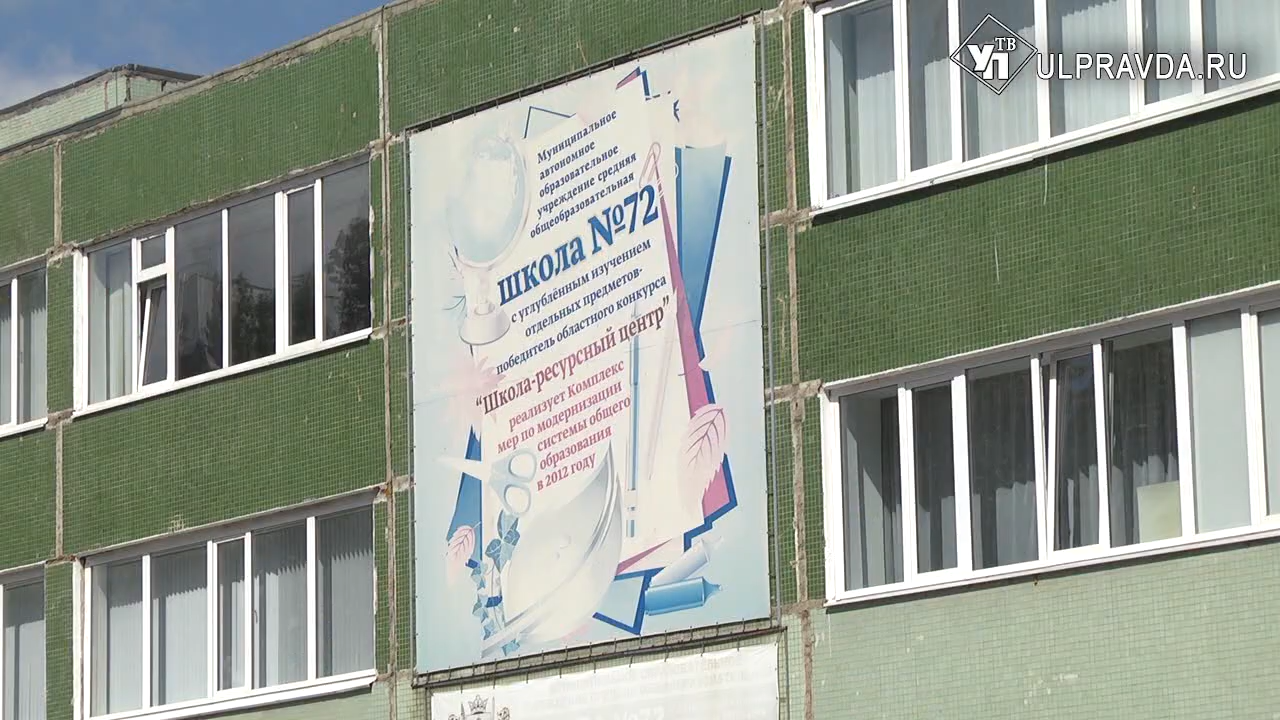 УП ТВ
ULPRAVDA.RU
Муниципальное
автономное
образовательное
учреждение средняя
общеобразовательная
школа №72
с углублённым изучением
отдельных предметов-
победитель областного конкурса
“Школа-ресурсный центр”
реализует Комплекс
мер по модернизации
системы общего
образования
в 2012 году